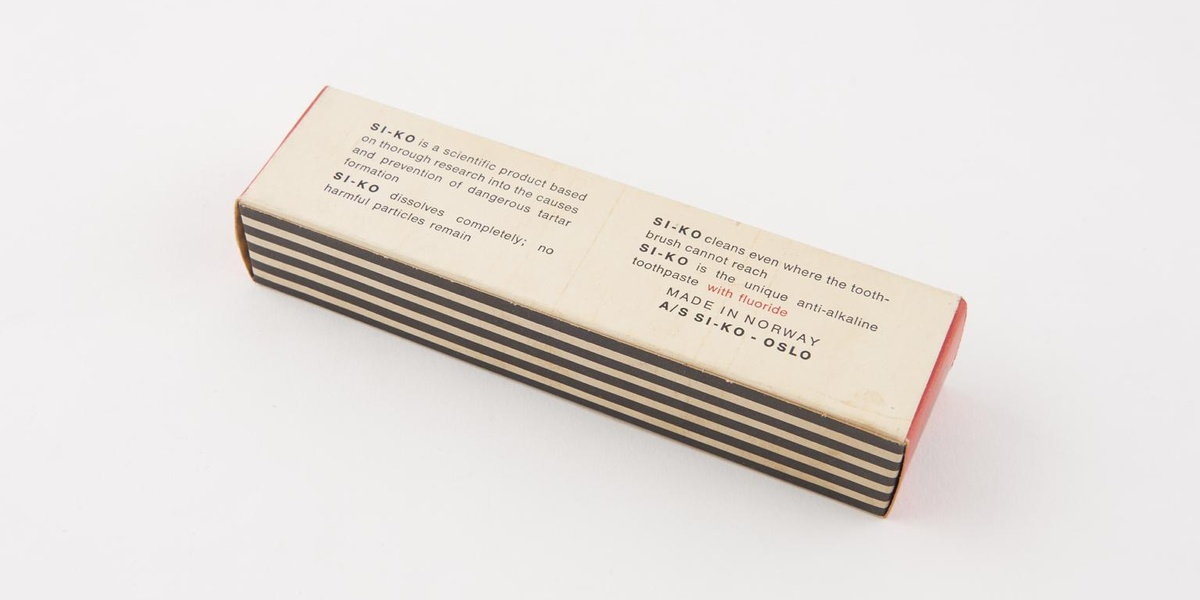 SI-KO is a scientific product based
on thorough research into the causes
and prevention of dangerous tartar
formation
SI-KO dissolves completely; no
harmful particles remain
SI-KO cleans even where the tooth-
brush cannot reach
SI-KO is the unique anti-alkaline
toothpaste with fluoride
MADE IN NORWAY
A/S SI-KO - OSLO